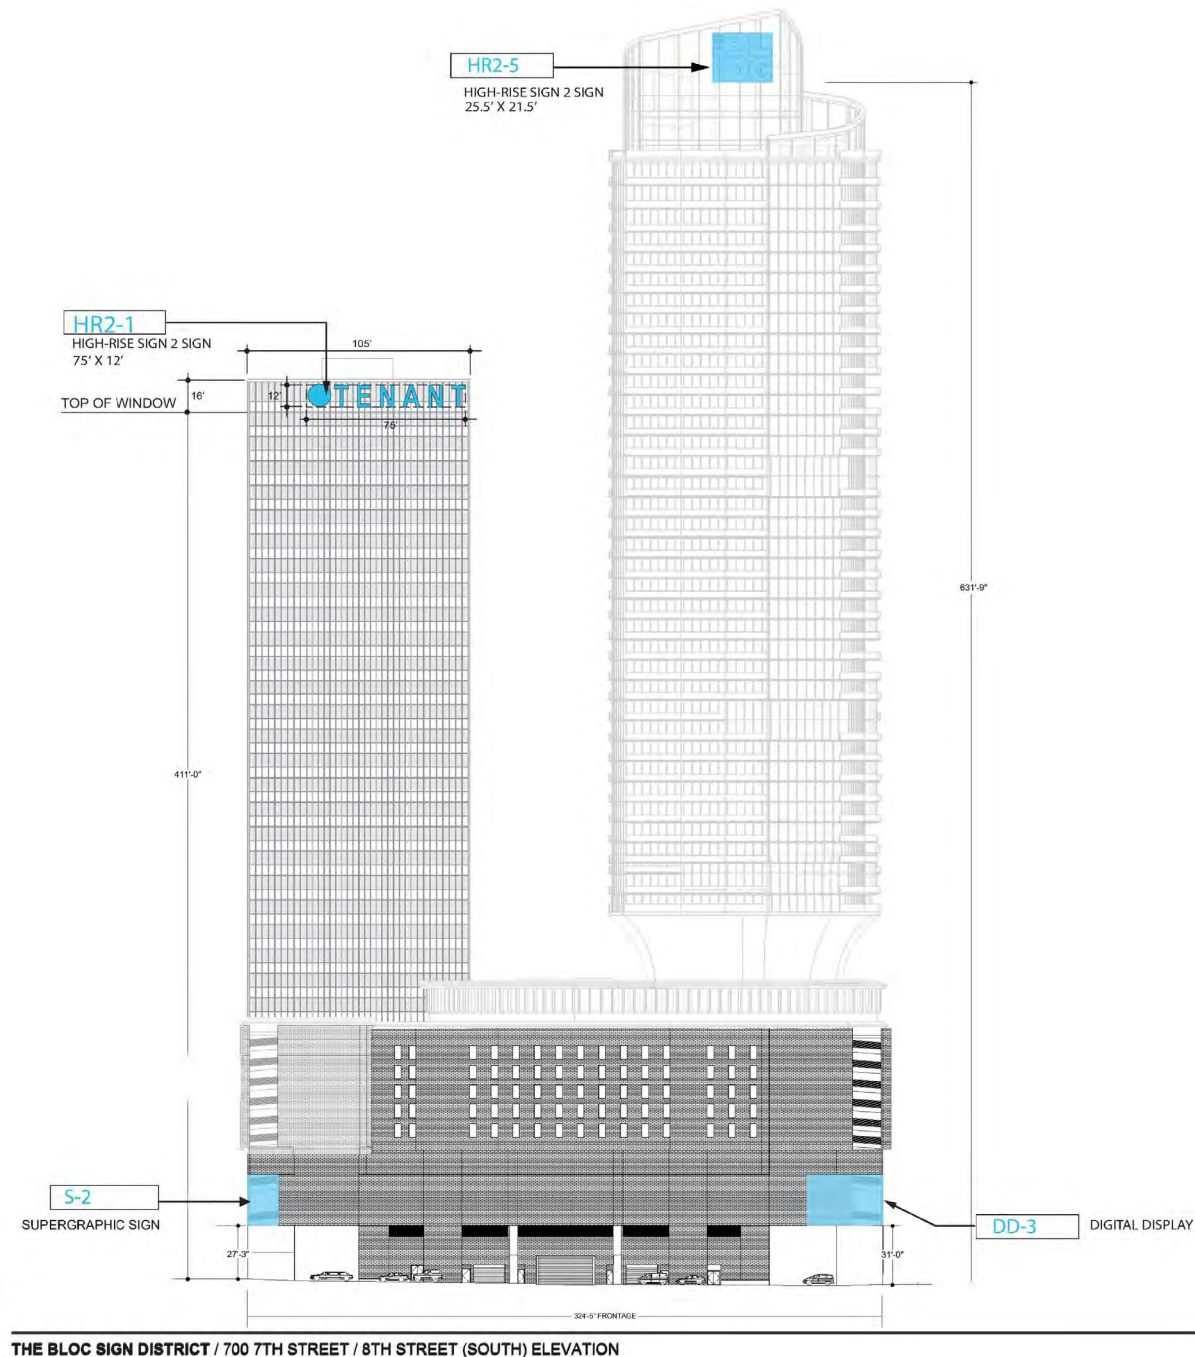 HR2-5
HIGH-RISE SIGN 2 SIGN
25.5' X 21.5'
HR2-1
HIGH-RISE SIGN 2 SIGN
75' X 12'
105'
16'
12'
TENANT
TOP OF WINDOW
75'
631'-9"
411'-0"
S-2
SUPERGRAPHIC SIGN
DD-3
DIGITAL DISPLAY
27'-3"
31'-0"
324'-5" FRONTAGE
THE BLOC SIGN DISTRICT / 700 7TH STREET / 8TH STREET (SOUTH) ELEVATION